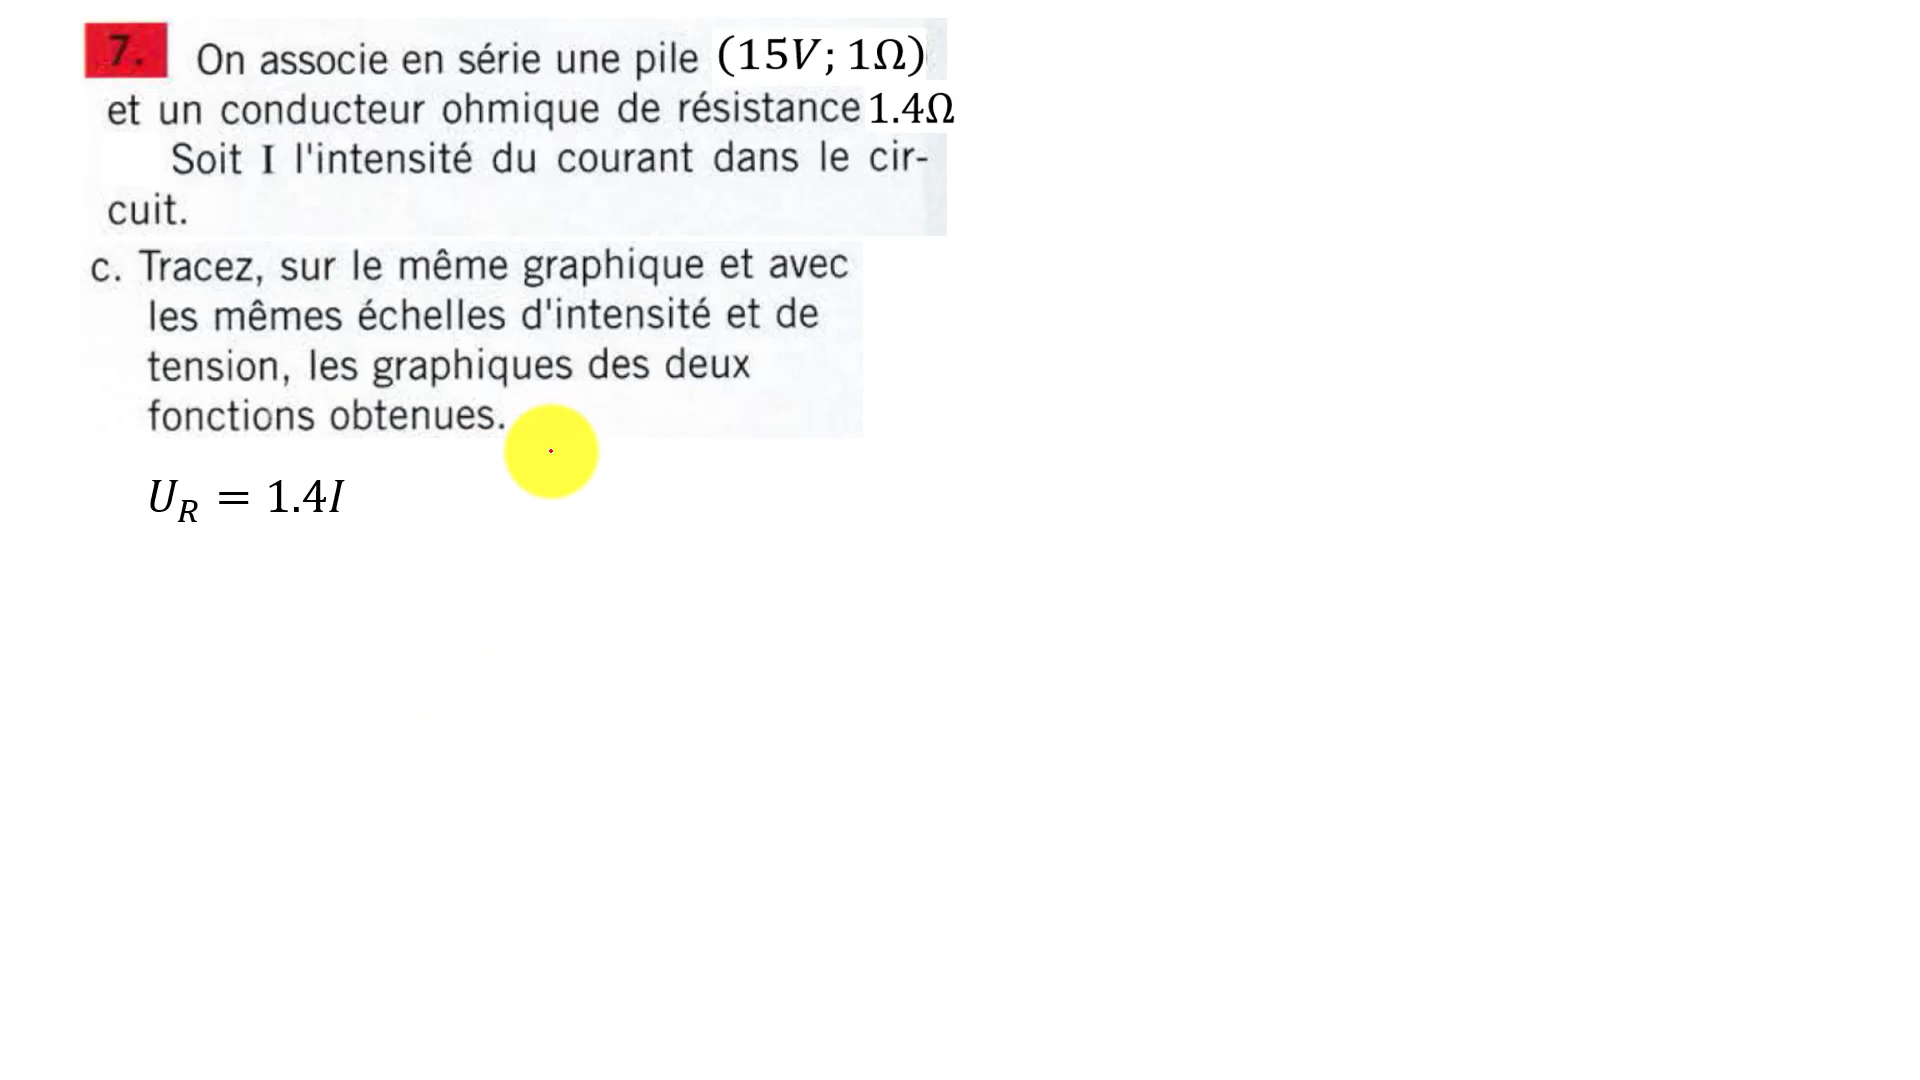 7. On associe en série une pile (15V; 1Ω)
et un conducteur ohmique de résistance 1.4Ω
Soit I l'intensité du courant dans le cir-
cuit.
c. Tracez, sur le même graphique et avec
les mêmes échelles d'intensité et de
tension, les graphiques des deux
fonctions obtenues.
U_R = 1.4I